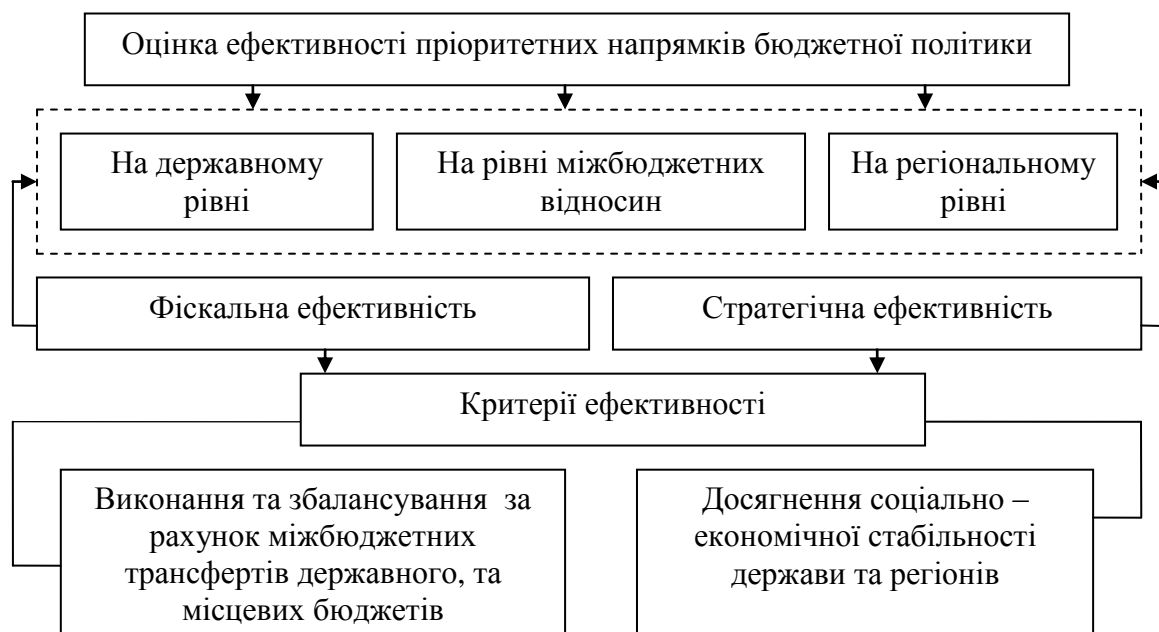 Оцінка ефективності пріоритетних напрямків бюджетної політики
На державному
рівні
На рівні міжбюджетних
відносин
На регіональному
рівні
Фіскальна ефективність
Стратегічна ефективність
Критерії ефективності
Виконання та збалансування за
рахунок міжбюджетних
трансфертів державного, та
місцевих бюджетів
Досягнення соціально –
економічної стабільності
держави та регіонів